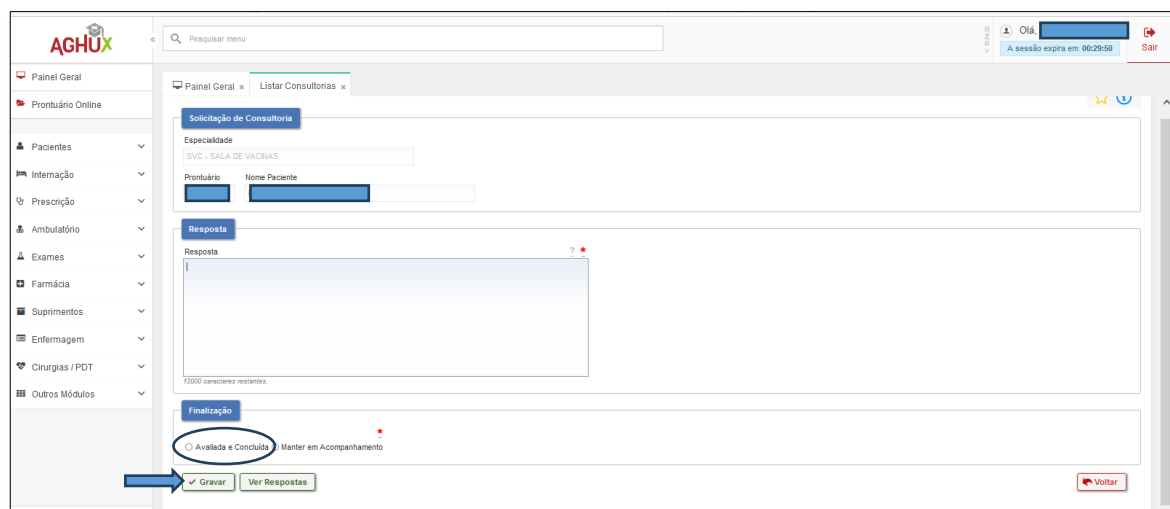 AGHUX
«
Pesquisar menu
Olá,
A sessão expira em: 00:29:50
Sair
Painel Geral
Prontuário Online
Pacientes
Internação
Prescrição
Ambulatório
Exames
Farmácia
Suprimentos
Enfermagem
Cirurgias / PDT
Outros Módulos
Painel Geral × Listar Consultorias ×
Solicitação de Consultoria
Especialidade
SVC - SALA DE VACINAS
Prontuário Nome Paciente
Resposta
Resposta ? *
12000 caracteres restantes.
Finalização
*
Avaliada e Concluída Manter em Acompanhamento
Gravar Ver Respostas Voltar